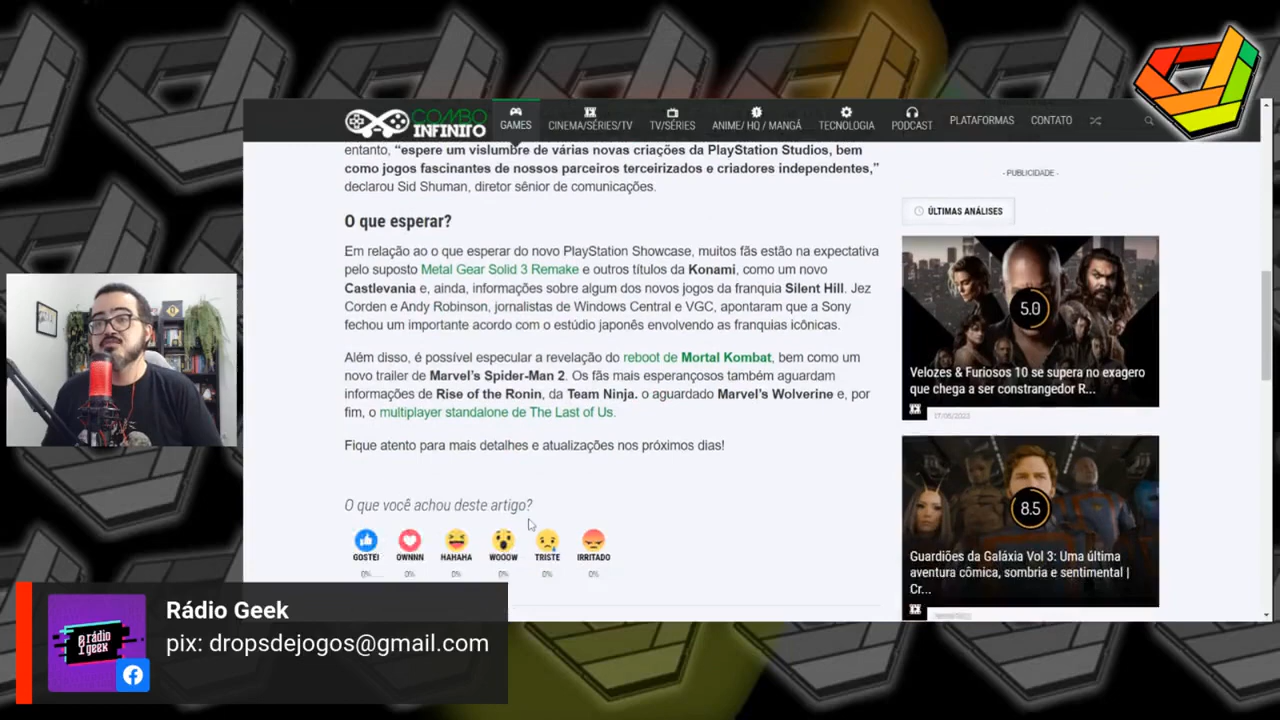 COMBO
INFINITO
GAMES
CINEMA/SÉRIES/TV
TV/SÉRIES
ANIME/ HQ / MANGÁ
TECNOLOGIA
PODCAST
PLATAFORMAS
CONTATO
entanto, “espere um vislumbre de várias novas criações da PlayStation Studios, bem
como jogos fascinantes de nossos parceiros terceirizados e criadores independentes,”
declarou Sid Shuman, diretor sênior de comunicações.
O que esperar?
Em relação ao o que esperar do novo PlayStation Showcase, muitos fãs estão na expectativa
pelo suposto Metal Gear Solid 3 Remake e outros títulos da Konami, como um novo
Castlevania e, ainda, informações sobre algum dos novos jogos da franquia Silent Hill. Jez
Corden e Andy Robinson, jornalistas de Windows Central e VGC, apontaram que a Sony
fechou um importante acordo com o estúdio japonês envolvendo as franquias icônicas.
Além disso, é possível especular a revelação do reboot de Mortal Kombat, bem como um
novo trailer de Marvel’s Spider-Man 2. Os fãs mais esperançosos também aguardam
informações de Rise of the Ronin, da Team Ninja. o aguardado Marvel’s Wolverine e, por
fim, o multiplayer standalone de The Last of Us.
Fique atento para mais detalhes e atualizações nos próximos dias!
O que você achou deste artigo?
GOSTEI
OWNNN
HAHAHA
WOOOW
TRISTE
IRRITADO
0%
0%
0%
0%
0%
0%
- PUBLICIDADE -
ÚLTIMAS ANÁLISES
5.0
Velozes & Furiosos 10 se supera no exagero
que chega a ser constrangedor R...
17/05/2023
8.5
Guardiões da Galáxia Vol 3: Uma última
aventura cômica, sombria e sentimental |
Cr...
rádio
geek
Rádio Geek
pix: dropsdejogos@gmail.com